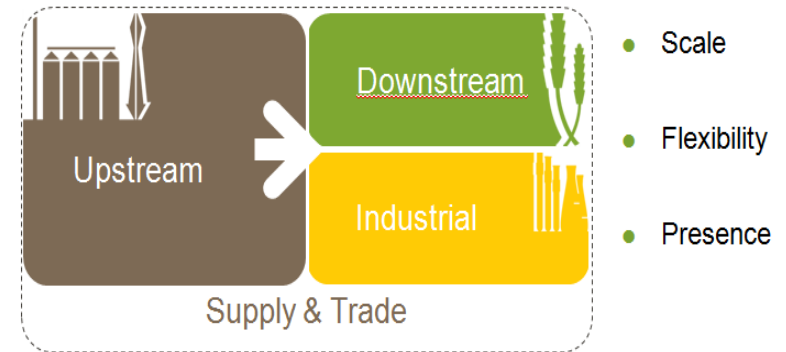 Downstream
Upstream
Industrial
Supply & Trade
Scale
Flexibility
Presence